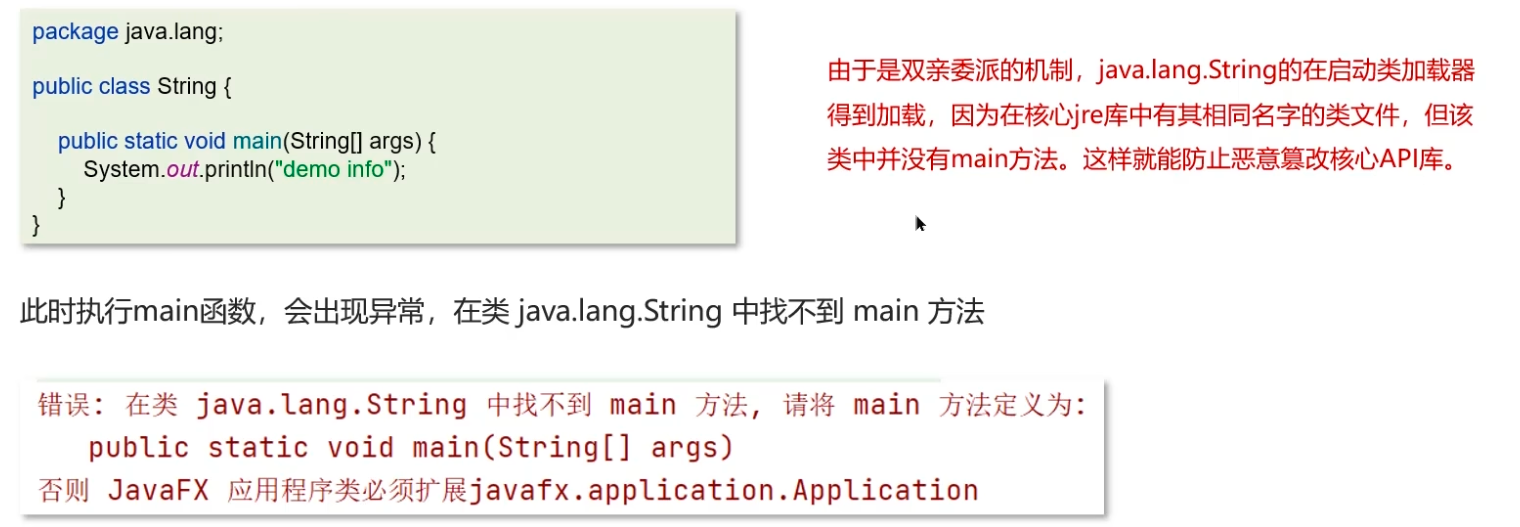 package java.lang;
public class String {
public static void main(String[] args) {
System.out.println("demo info");
}
}
由于是双亲委派的机制，java.lang.String的在启动类加载器
得到加载，因为在核心jre库中有其相同名字的类文件，但该
类中并没有main方法。这样就能防止恶意篡改核心API库。
此时执行main函数，会出现异常，在类 java.lang.String 中找不到 main 方法
错误: 在类 java.lang.String 中找不到 main 方法, 请将 main 方法定义为:
public static void main(String[] args)
否则 JavaFX 应用程序类必须扩展javafx.application.Application